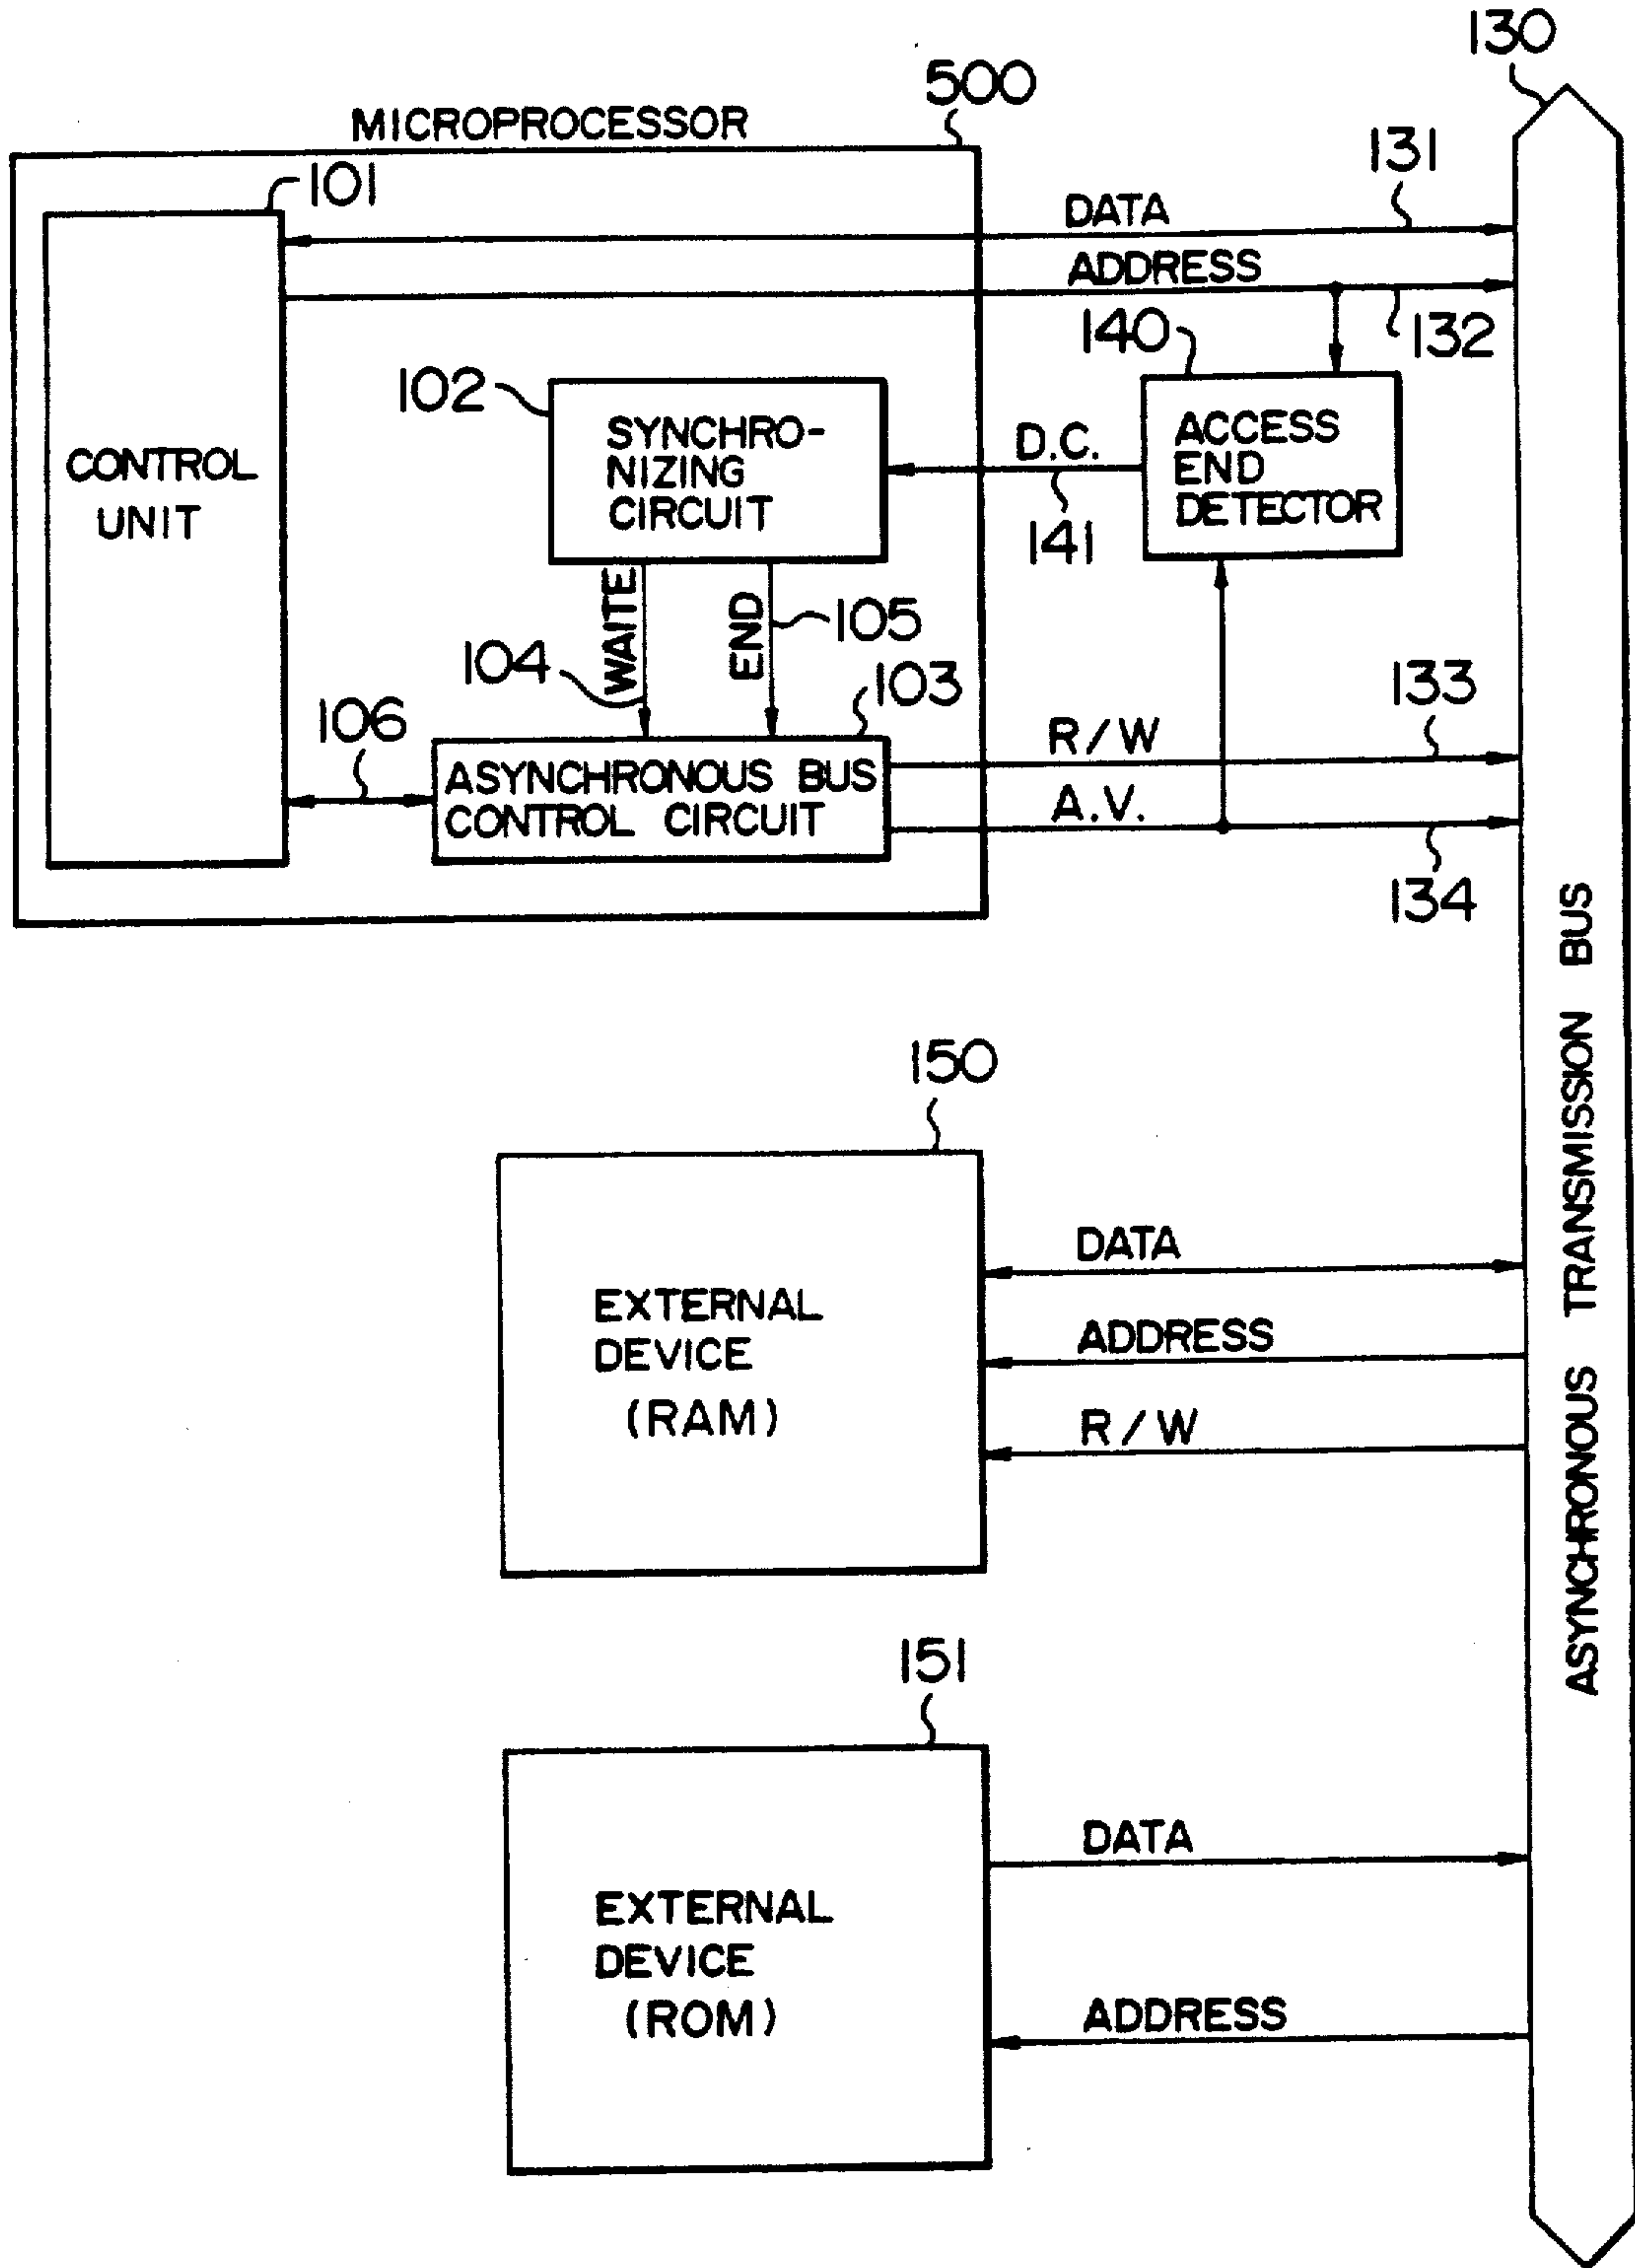 130
500
MICROPROCESSOR
101
131
DATA
ADDRESS
132
140
102
SYNCHRO-
NIZING
CIRCUIT
D.C.
141
ACCESS
END
DETECTOR
CONTROL
UNIT
WAITE
END
105
104
103
133
106
R/W
ASYNCHRONOUS BUS
CONTROL CIRCUIT
A.V.
134
ASYNCHRONOUS TRANSMISSION BUS
150
DATA
EXTERNAL
DEVICE
(RAM)
ADDRESS
R/W
151
DATA
EXTERNAL
DEVICE
(ROM)
ADDRESS